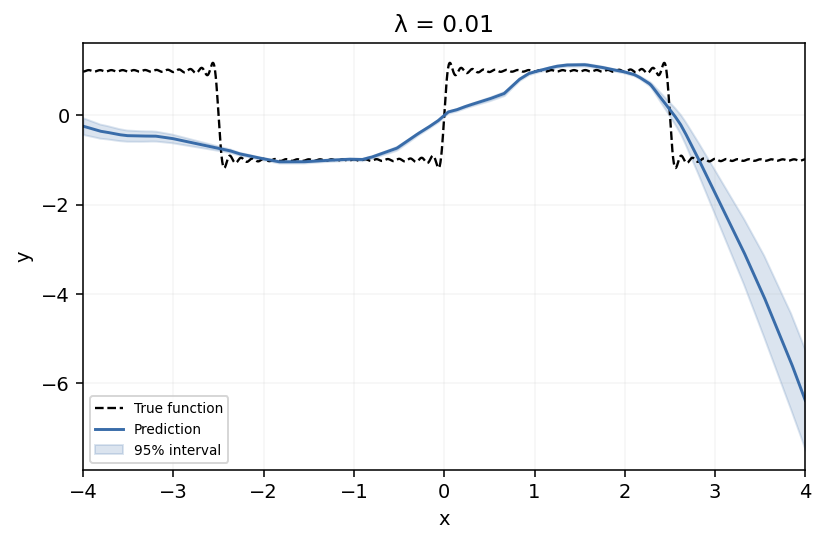 λ = 0.01
y
0
−2
−4
−6
True function
Prediction
95% interval
−4 −3 −2 −1 0 1 2 3 4
x